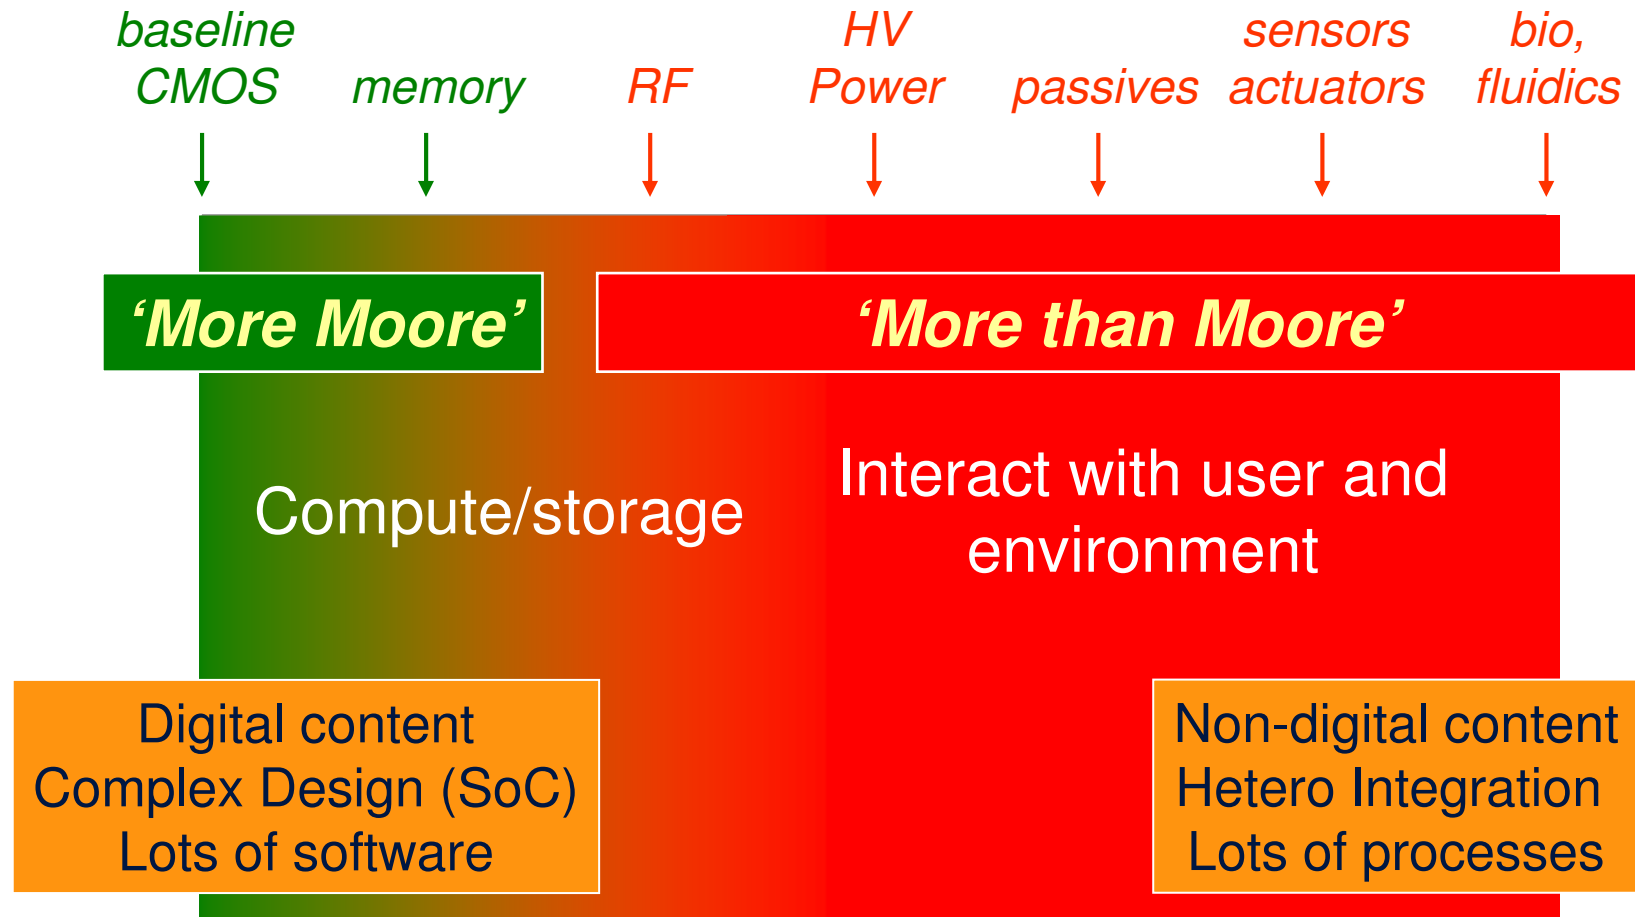 baseline
CMOS
memory
RF
HV
Power
passives
sensors
actuators
bio,
fluidics
‘More Moore’
‘More than Moore’
Compute/storage
Interact with user and
environment
Digital content
Complex Design (SoC)
Lots of software
Non-digital content
Hetero Integration
Lots of processes